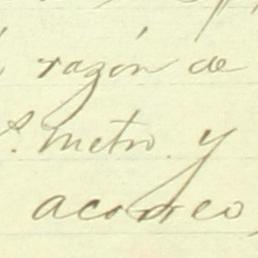 razón de
P. metro. y
acarreo,